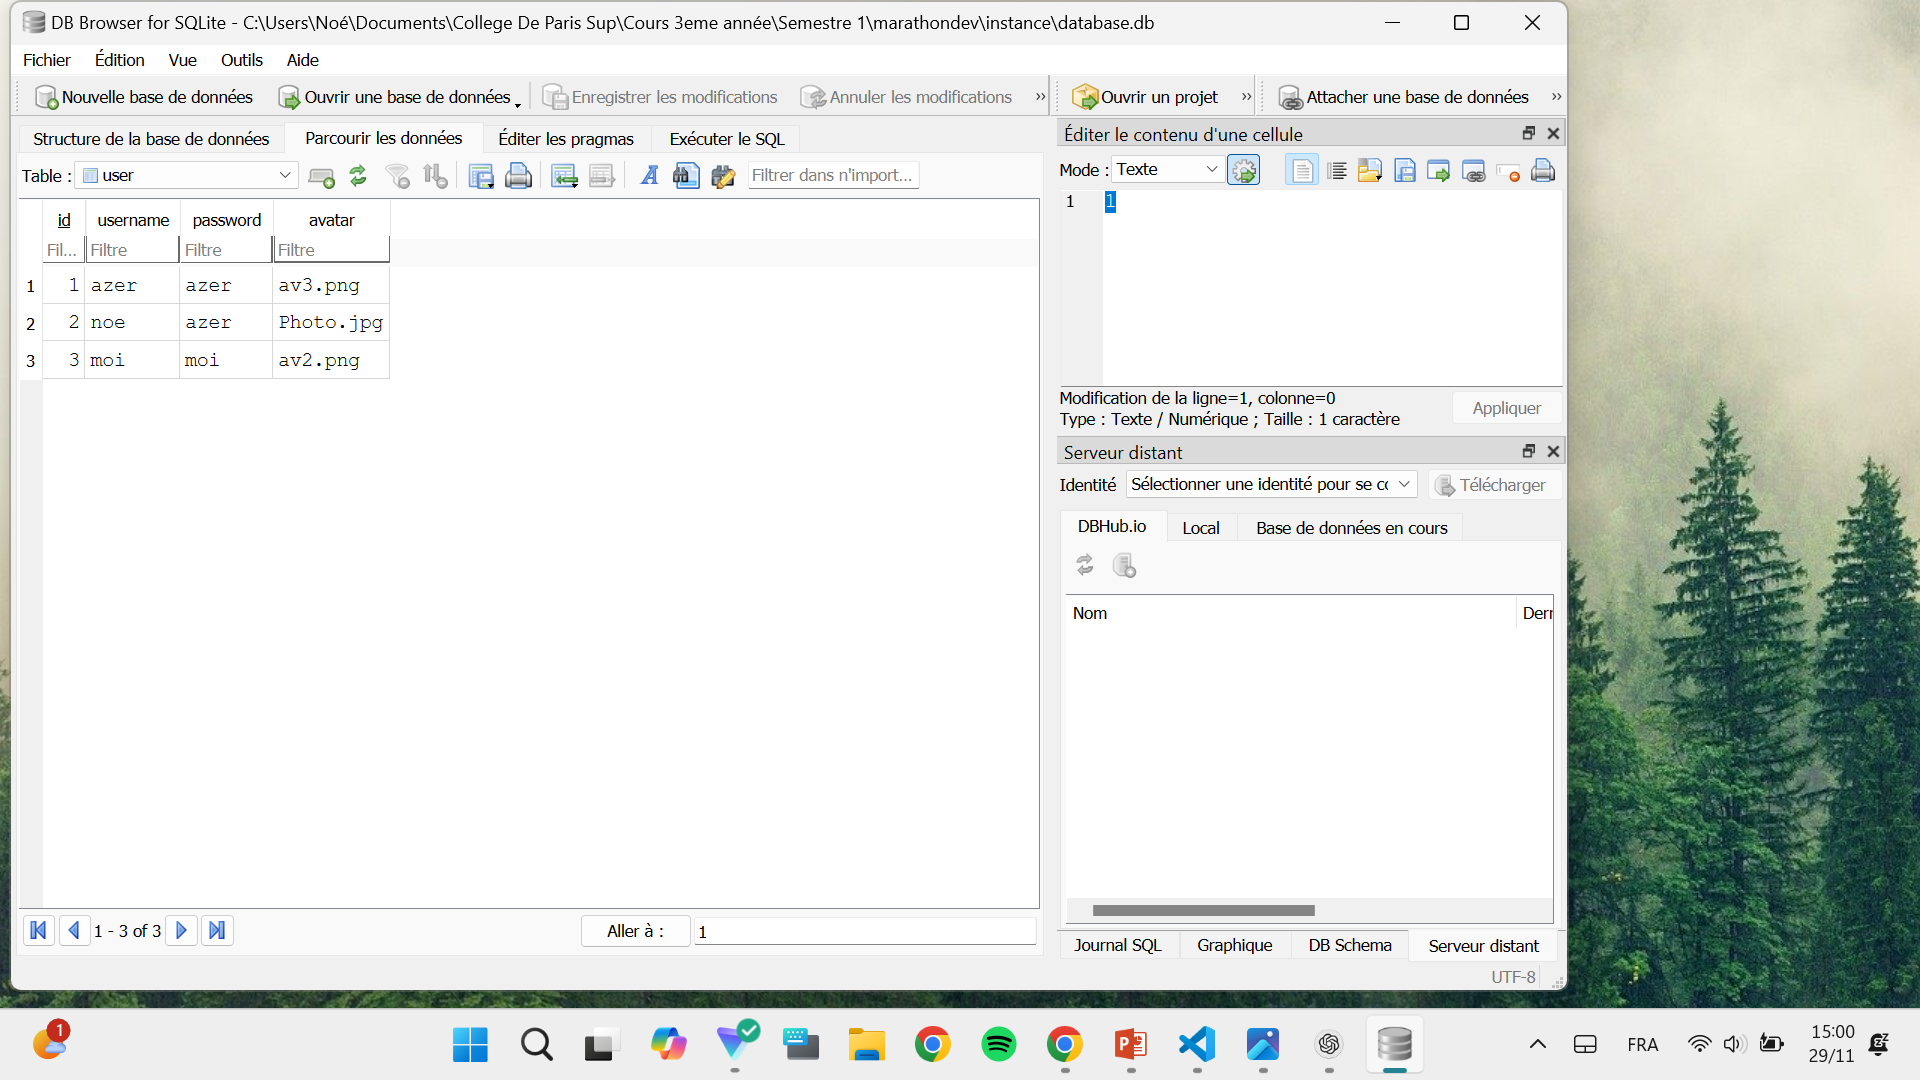 DB Browser for SQLite - C:\Users\Noé\Documents\College De Paris Sup\Cours 3eme année\Semestre 1\marathondev\instance\database.db
Fichier Édition Vue Outils Aide
Nouvelle base de données Ouvrir une base de données Enregistrer les modifications Annuler les modifications » Ouvrir un projet » Attacher une base de données »
Structure de la base de données Parcourir les données Éditer les pragmas Exécuter le SQL
Table : user Filtrer dans n'import...
id username password avatar
Fil... Filtre Filtre Filtre
1 1 azer azer av3.png
2 2 noe azer Photo.jpg
3 3 moi moi av2.png
1 - 3 of 3 Aller à : 1
Éditer le contenu d'une cellule
Mode : Texte
1 1
Modification de la ligne=1, colonne=0
Type : Texte / Numérique ; Taille : 1 caractère
Appliquer
Serveur distant
Identité Sélectionner une identité pour se co Télécharger
DBHub.io Local Base de données en cours
Nom Derr
Journal SQL Graphique DB Schema Serveur distant
UTF-8
1
FRA
15:00
29/11